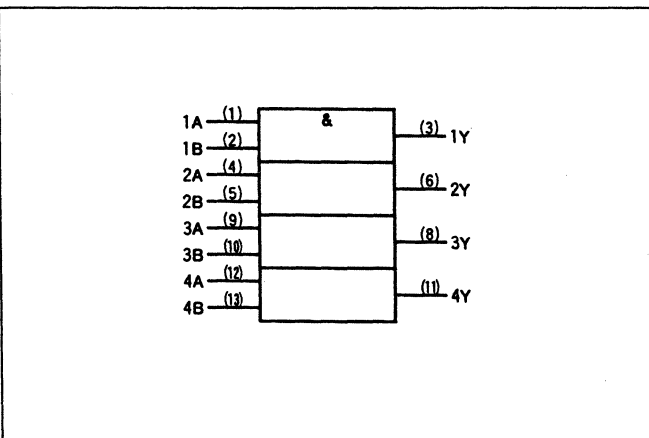 &
1A (1)
1B (2)
(3) 1Y
2A (4)
2B (5)
(6) 2Y
3A (9)
3B (10)
(8) 3Y
4A (12)
4B (13)
(11) 4Y